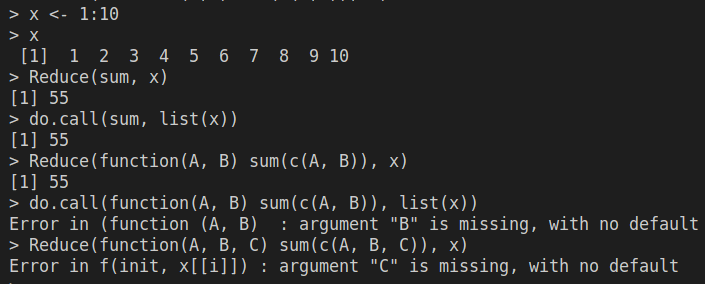 > x <- 1:10
> x
 [1]  1  2  3  4  5  6  7  8  9 10
> Reduce(sum, x)
[1] 55
> do.call(sum, list(x))
[1] 55
> Reduce(function(A, B) sum(c(A, B)), x)
[1] 55
> do.call(function(A, B) sum(c(A, B)), list(x))
Error in (function (A, B)  : argument "B" is missing, with no default
> Reduce(function(A, B, C) sum(c(A, B, C)), x)
Error in f(init, x[[i]]) : argument "C" is missing, with no default